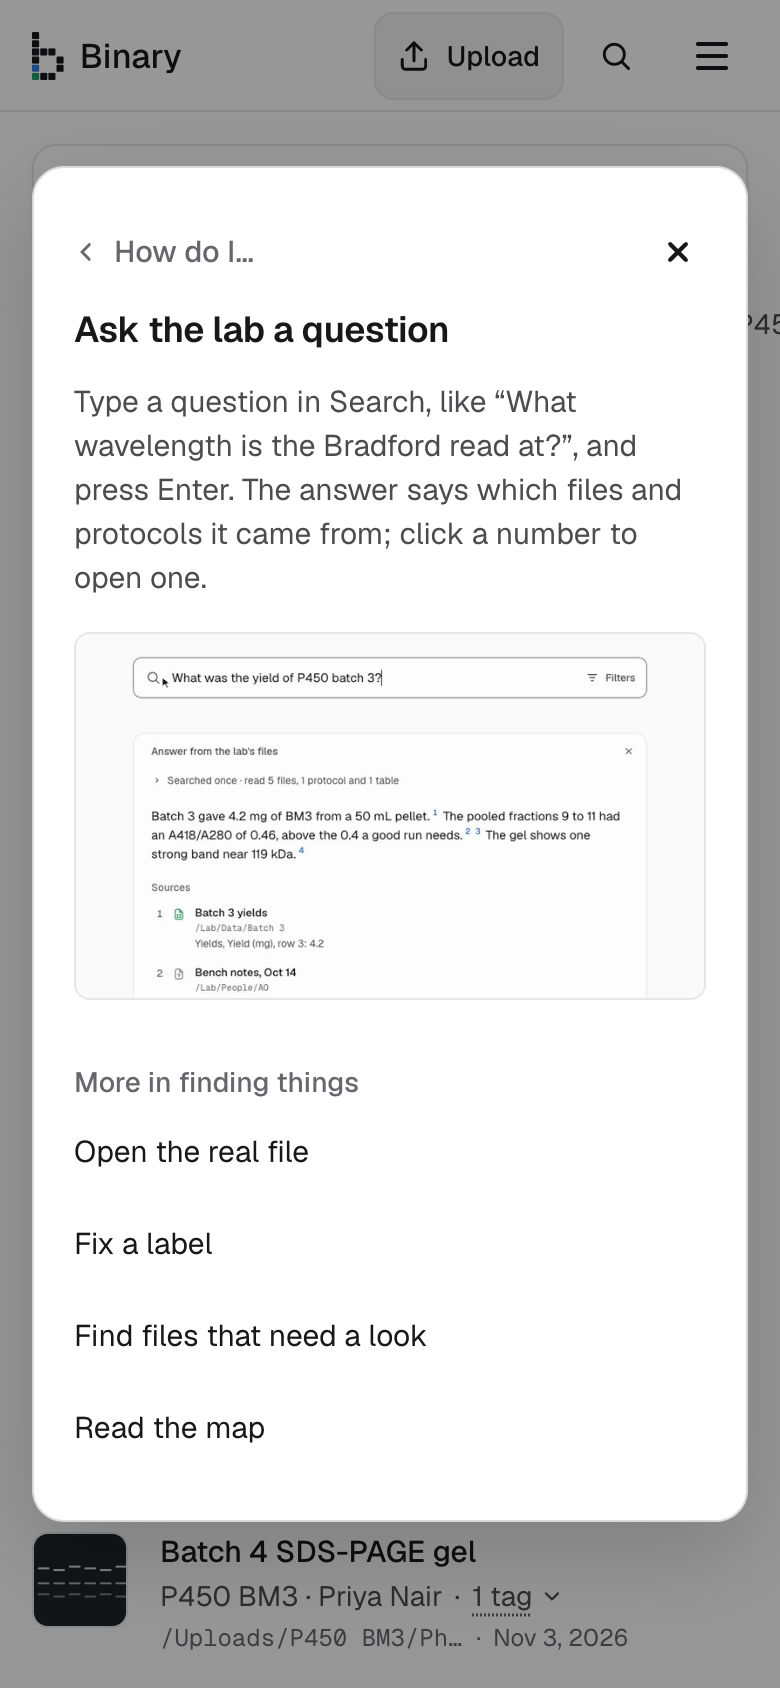 Binary
Upload
How do I...
Ask the lab a question
Type a question in Search, like “What
wavelength is the Bradford read at?”, and
press Enter. The answer says which files and
protocols it came from; click a number to
open one.
What was the yield of P450 batch 3?
Filters
Answer from the lab's files
Searched once · read 5 files, 1 protocol and 1 table
Batch 3 gave 4.2 mg of BM3 from a 50 mL pellet. 1 The pooled fractions 9 to 11 had
an A418/A280 of 0.46, above the 0.4 a good run needs. 2 3 The gel shows one
strong band near 119 kDa. 4
Sources
1 Batch 3 yields
/Lab/Data/Batch 3
Yields, Yield (mg), row 3: 4.2
2 Bench notes, Oct 14
/Lab/People/AO
More in finding things
Open the real file
Fix a label
Find files that need a look
Read the map
Batch 4 SDS-PAGE gel
P450 BM3 · Priya Nair · 1 tag
/Uploads/P450 BM3/Ph… · Nov 3, 2026